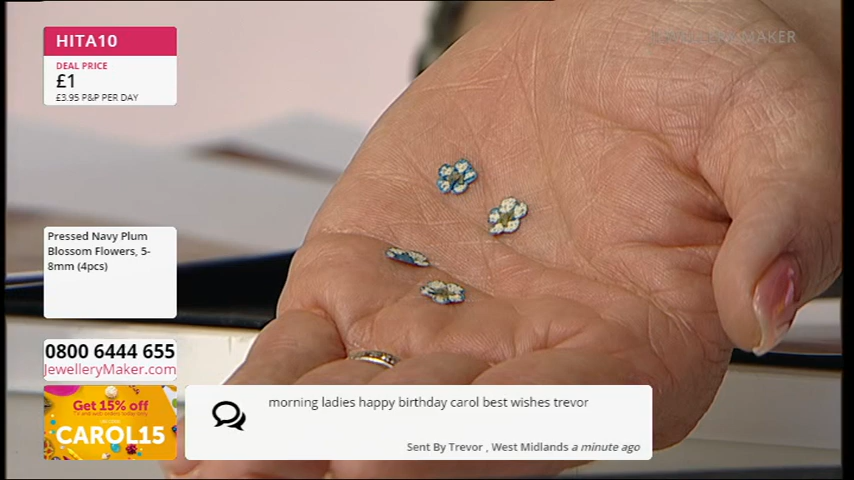 HITA10
DEAL PRICE
£1
£3.95 P&P PER DAY
JEWELLERYMAKER
Pressed Navy Plum
Blossom Flowers, 5-
8mm (4pcs)
0800 6444 655
JewelleryMaker.com
Get 15% off
CAROL15
morning ladies happy birthday carol best wishes trevor
Sent By Trevor , West Midlands a minute ago